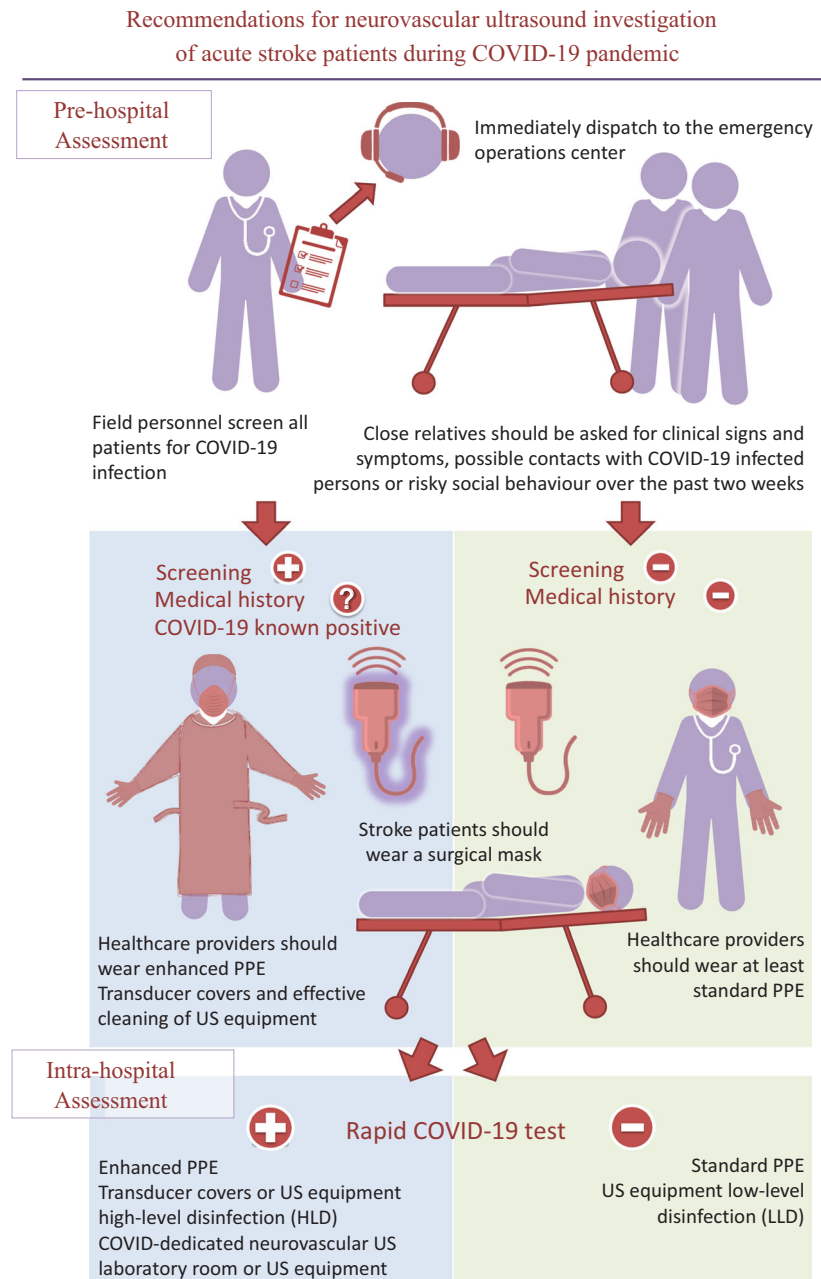 Recommendations for neurovascular ultrasound investigation
of acute stroke patients during COVID-19 pandemic
Pre-hospital
Assessment
Immediately dispatch to the emergency
operations center
Field personnel screen all
patients for COVID-19
infection
Close relatives should be asked for clinical signs and
symptoms, possible contacts with COVID-19 infected
persons or risky social behaviour over the past two weeks
Screening
Medical history
?
COVID-19 known positive
Screening
Medical history
Stroke patients should
wear a surgical mask
Healthcare providers should
wear enhanced PPE
Transducer covers and effective
cleaning of US equipment
Healthcare providers
should wear at least
standard PPE
Intra-hospital
Assessment
Rapid COVID-19 test
Enhanced PPE
Transducer covers or US equipment
high-level disinfection (HLD)
COVID-dedicated neurovascular US
laboratory room or US equipment
Standard PPE
US equipment low-level
disinfection (LLD)